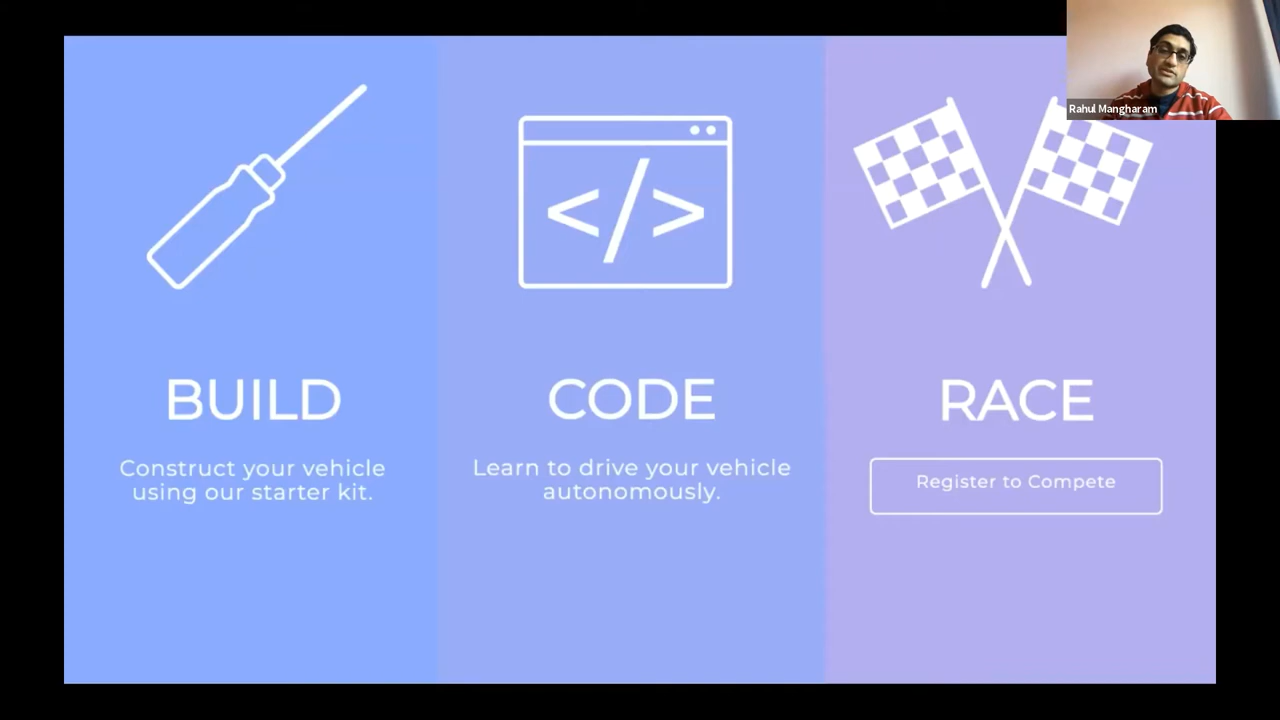 Rahul Mangharam
</>
BUILD
CODE
RACE
Construct your vehicle
using our starter kit.
Learn to drive your vehicle
autonomously.
Register to Compete